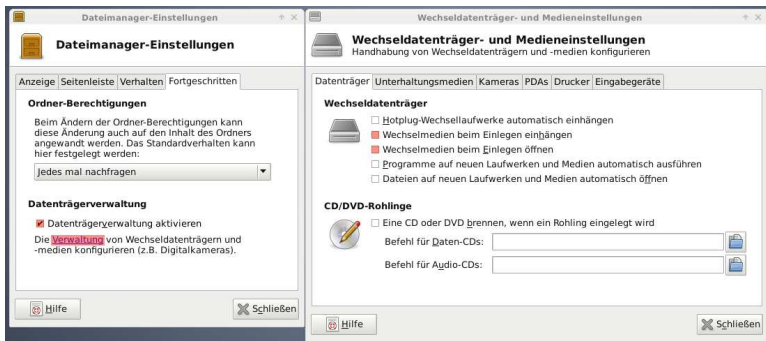 Dateimanager-Einstellungen
Dateimanager-Einstellungen
Anzeige Seitenleiste Verhalten Fortgeschritten
Ordner-Berechtigungen
Beim Ändern der Ordner-Berechtigungen kann
diese Änderung auch auf den Inhalt des Ordners
angewandt werden. Das Standardverhalten kann
hier festgelegt werden:
Jedes mal nachfragen
Datenträgerverwaltung
Datenträgerverwaltung aktivieren
Die Verwaltung von Wechseldatenträgern und
-medien konfigurieren (z.B. Digitalkameras).
Hilfe
Schließen
Wechseldatenträger- und Medieneinstellungen
Wechseldatenträger- und Medieneinstellungen
Handhabung von Wechseldatenträgern und -medien konfigurieren
Datenträger Unterhaltungsmedien Kameras PDAs Drucker Eingabegeräte
Wechseldatenträger
Hotplug-Wechsellaufwerke automatisch einhängen
Wechselmedien beim Einlegen einhängen
Wechselmedien beim Einlegen öffnen
Programme auf neuen Laufwerken und Medien automatisch ausführen
Dateien auf neuen Laufwerken und Medien automatisch öffnen
CD/DVD-Rohlinge
Eine CD oder DVD brennen, wenn ein Rohling eingelegt wird
Befehl für Daten-CDs:
Befehl für Audio-CDs:
Hilfe
Schließen